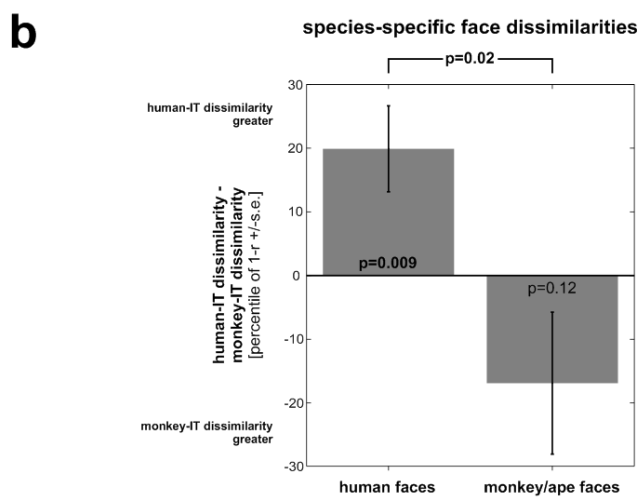 b
species-specific face dissimilarities
p=0.02
30
human-IT dissimilarity
greater
20
10
human-IT dissimilarity -
monkey-IT dissimilarity
[percentile of 1-r +/-s.e.]
p=0.009
0
p=0.12
-10
-20
monkey-IT dissimilarity
greater
-30
human faces
monkey/ape faces